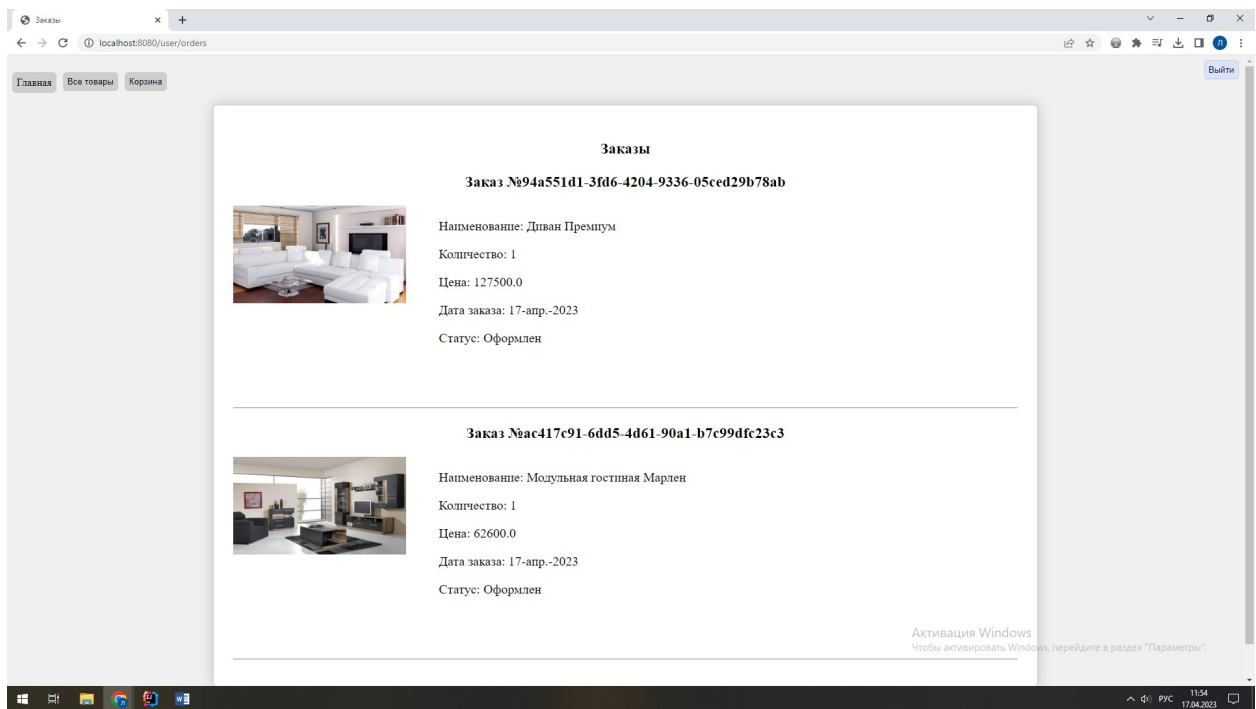 Заказы
localhost:8080/user/orders
Л
Выйти
Главная Все товары Корзина
Заказы
Заказ №94a551d1-3fd6-4204-9336-05ced29b78ab
Наименование: Диван Премиум
Количество: 1
Цена: 127500.0
Дата заказа: 17-апр.-2023
Статус: Оформлен
Заказ №ac417c91-6dd5-4d61-90a1-b7c99dfc23c3
Наименование: Модульная гостиная Марлен
Количество: 1
Цена: 62600.0
Дата заказа: 17-апр.-2023
Статус: Оформлен
Активация Windows
Чтобы активировать Windows, перейдите в раздел "Параметры".
РУС 11:54
17.04.2023